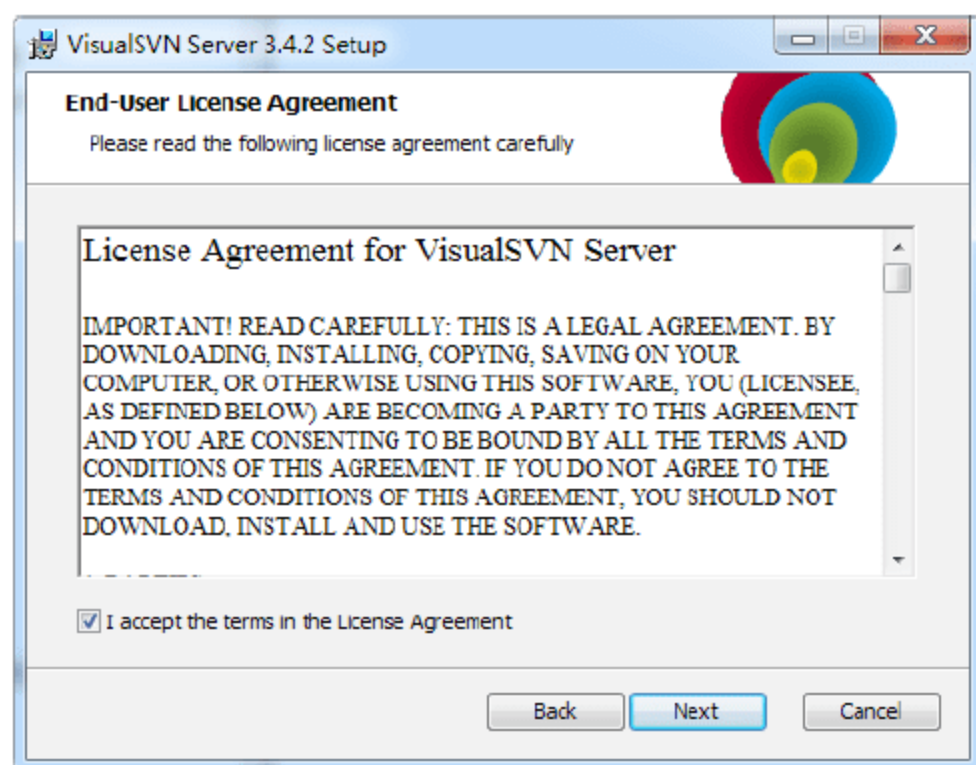 VisualSVN Server 3.4.2 Setup
End-User License Agreement
Please read the following license agreement carefully
License Agreement for VisualSVN Server
IMPORTANT! READ CAREFULLY: THIS IS A LEGAL AGREEMENT. BY
DOWNLOADING, INSTALLING, COPYING, SAVING ON YOUR
COMPUTER, OR OTHERWISE USING THIS SOFTWARE, YOU (LICENSEE,
AS DEFINED BELOW) ARE BECOMING A PARTY TO THIS AGREEMENT
AND YOU ARE CONSENTING TO BE BOUND BY ALL THE TERMS AND
CONDITIONS OF THIS AGREEMENT. IF YOU DO NOT AGREE TO THE
TERMS AND CONDITIONS OF THIS AGREEMENT, YOU SHOULD NOT
DOWNLOAD, INSTALL AND USE THE SOFTWARE.
I accept the terms in the License Agreement
Back Next Cancel